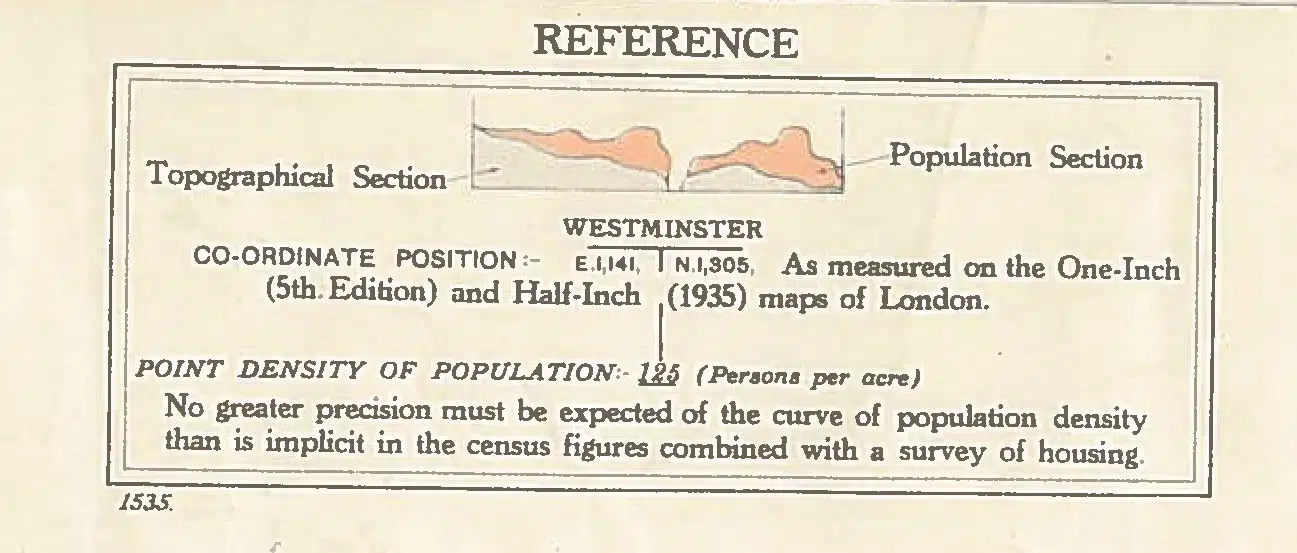 REFERENCE
Topographical Section
Population Section
WESTMINSTER
CO-ORDINATE POSITION:- E.1,141, N.1,305, As measured on the One-Inch
(5th. Edition) and Half-Inch (1935) maps of London.
POINT DENSITY OF POPULATION:- 125 (Persons per acre)
No greater precision must be expected of the curve of population density
than is implicit in the census figures combined with a survey of housing.
1535.